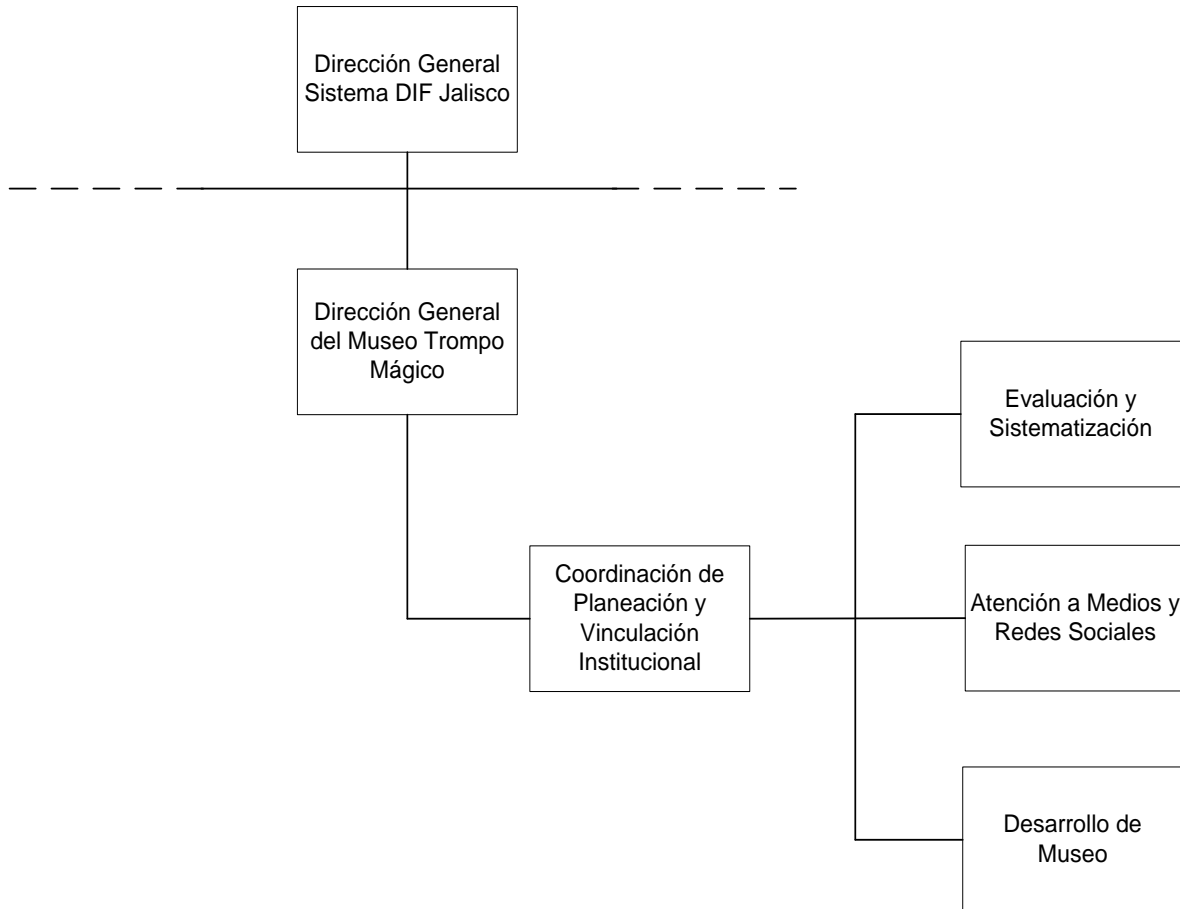 Dirección General
Sistema DIF Jalisco
Dirección General
del Museo Trompo
Mágico
Evaluación y
Sistematización
Coordinación de
Planeación y
Vinculación
Institucional
Atención a Medios y
Redes Sociales
Desarrollo de
Museo